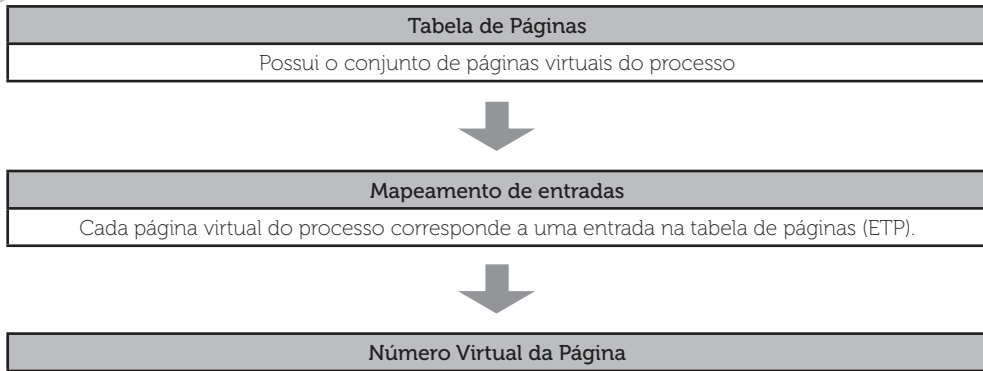 Tabela de Páginas
Possui o conjunto de páginas virtuais do processo
Mapeamento de entradas
Cada página virtual do processo corresponde a uma entrada na tabela de páginas (ETP).
Número Virtual da Página